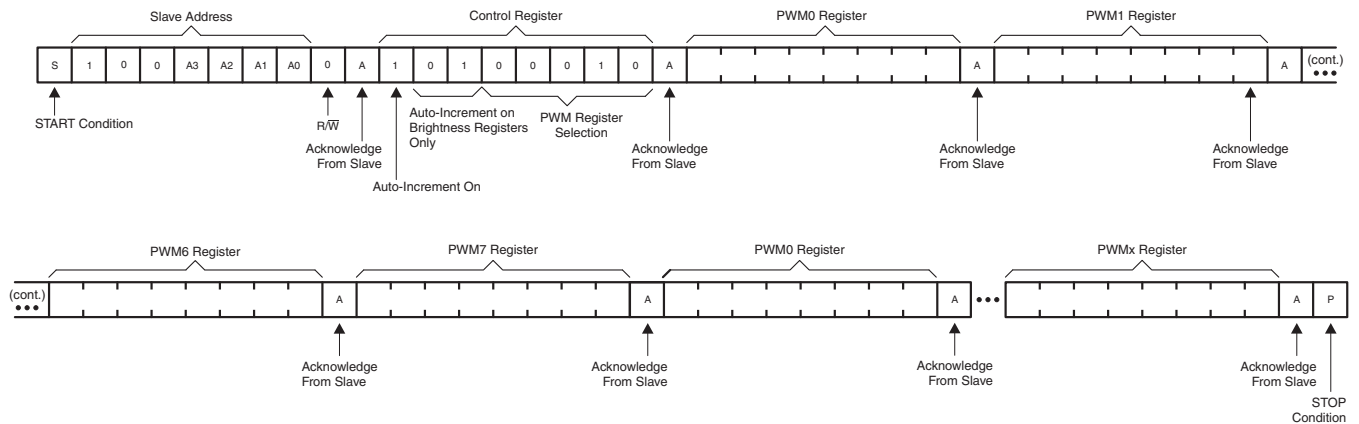 Slave Address Control Register PWM0 Register PWM1 Register
S 1 0 0 A3 A2 A1 A0 0 A 1 0 1 0 0 0 1 0 A A A (cont.)
START Condition
R/W
Acknowledge
From Slave
Auto-Increment On
Auto-Increment on
Brightness Registers
Only
PWM Register
Selection
Acknowledge
From Slave
Acknowledge
From Slave
Acknowledge
From Slave
PWM6 Register PWM7 Register PWM0 Register PWMx Register
(cont.) A A A A P
Acknowledge
From Slave
Acknowledge
From Slave
Acknowledge
From Slave
Acknowledge
From Slave
STOP
Condition